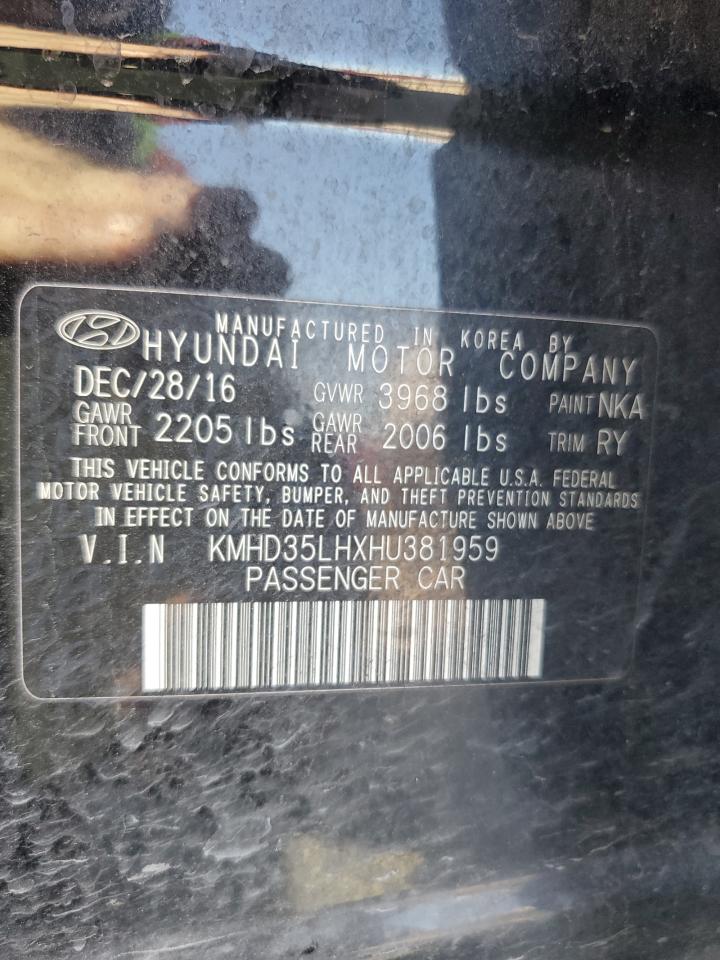 MANUFACTURED IN KOREA BY
HYUNDAI MOTOR COMPANY
DEC/28/16 GVWR 3968 lbs PAINT NKA
GAWR FRONT 2205 lbs GAWR REAR 2006 lbs TRIM RY
THIS VEHICLE CONFORMS TO ALL APPLICABLE U.S.A. FEDERAL
MOTOR VEHICLE SAFETY, BUMPER, AND THEFT PREVENTION STANDARDS
IN EFFECT ON THE DATE OF MANUFACTURE SHOWN ABOVE
V.I.N KMHD35LHXHU381959
PASSENGER CAR